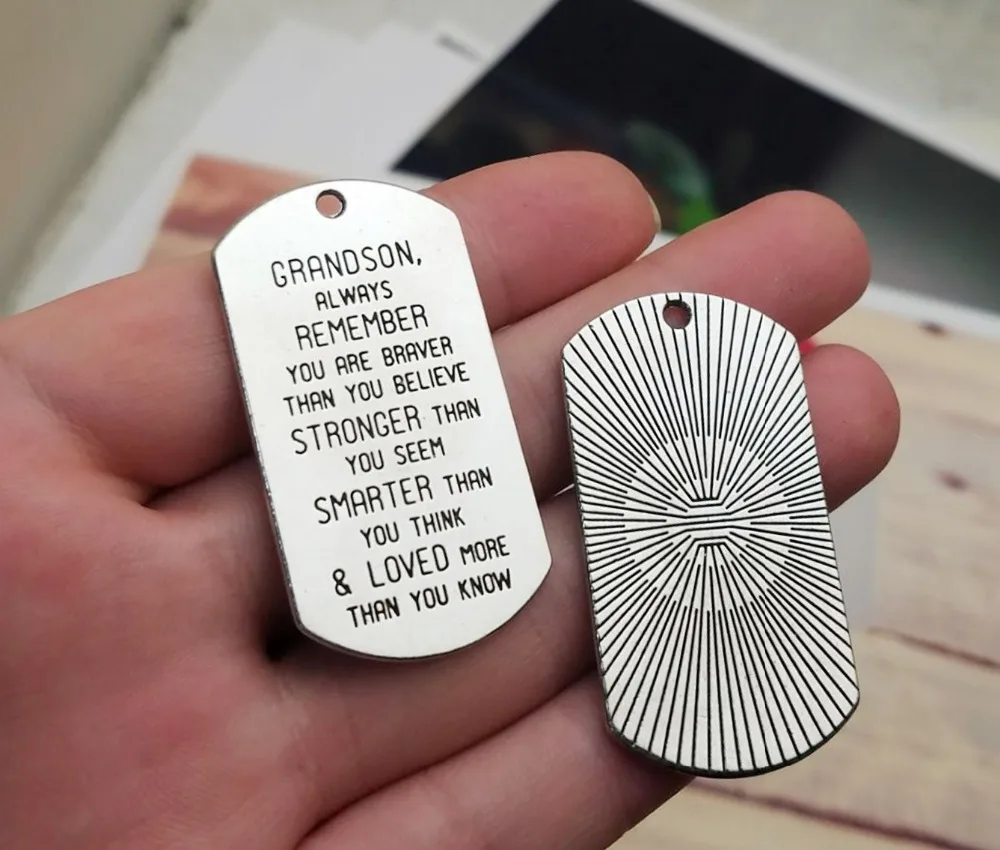 GRANDSON,
ALWAYS
REMEMBER
YOU ARE BRAVER
THAN YOU BELIEVE
STRONGER THAN
YOU SEEM
SMARTER THAN
YOU THINK
& LOVED MORE
THAN YOU KNOW